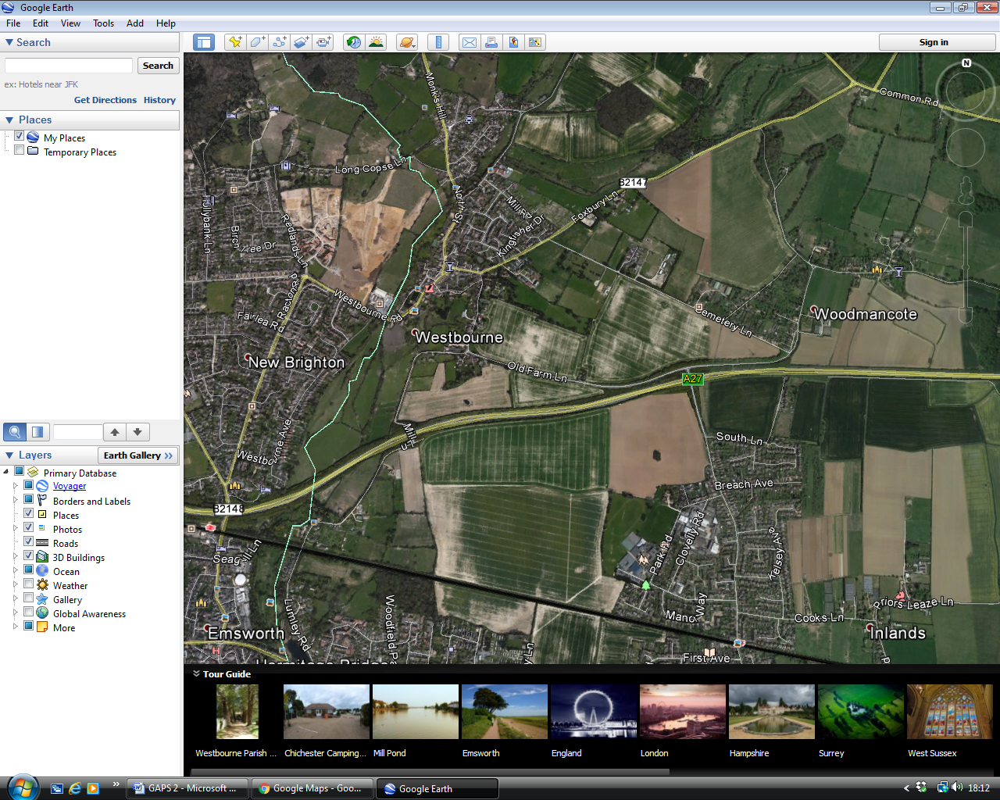 Google Earth
File Edit View Tools Add Help
Search
Search
ex: Hotels near JFK
Get Directions History
Places
My Places
Temporary Places
Layers
Earth Gallery >>
Primary Database
Voyager
Borders and Labels
Places
Photos
Roads
3D Buildings
Ocean
Weather
Gallery
Global Awareness
More
Sign in
N
Monk's Hill
Common Rd
Long Copse Ln
B2147
North St
Mill Rd
Foxbury Ln
Kingfisher Dr
Hollybank Ln
Birch
Tree Dr
Redlands Ln
Racton Rd
Westbourne Rd
Fairlea Rd
Cemetery Ln
Woodmancote
Westbourne
New Brighton
Old Farm Ln
A27
Mill Ln
South Ln
Westbourne Ave
Breach Ave
B2148
Park Rd
Clovelly Rd
Kelsey Ave
Seagull Ln
Lumley Rd
Woodfield
Manor Way
Priors Leaze Ln
Cooks Ln
Emsworth
Inlands
First Ave
Hermitage Bridge
Tour Guide
Westbourne Parish ...
Chichester Camping...
Mill Pond
Emsworth
England
London
Hampshire
Surrey
West Sussex
GAPS 2 - Microsoft ...
Google Maps - Goo...
Google Earth
18:12